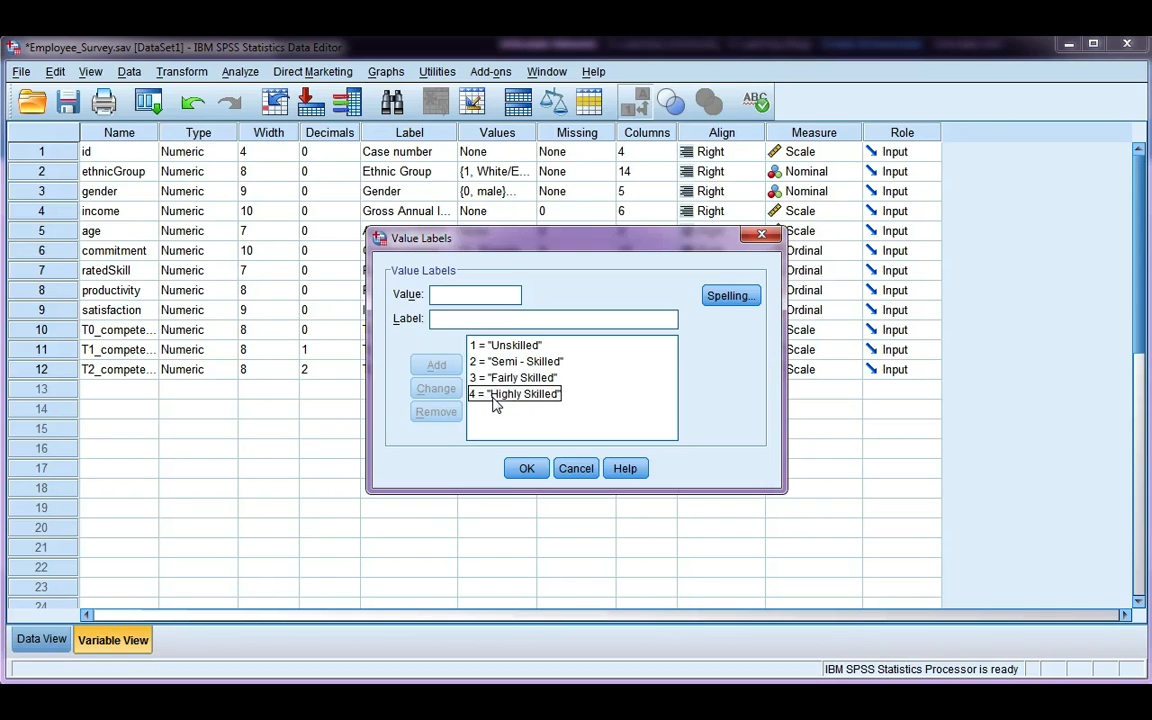 *Employee_Survey.sav [DataSet1] - IBM SPSS Statistics Data Editor
File Edit View Data Transform Analyze Direct Marketing Graphs Utilities Add-ons Window Help
Name Type Width Decimals Label Values Missing Columns Align Measure Role
1 id Numeric 4 0 Case number None None 4 Right Scale Input
2 ethnicGroup Numeric 8 0 Ethnic Group {1, White/E... None 14 Right Nominal Input
3 gender Numeric 9 0 Gender {0, male}... None 5 Right Nominal Input
4 income Numeric 10 0 Gross Annual I... None 0 6 Right Scale Input
5 age Numeric 7 0 Scale Input
6 commitment Numeric 10 0 Ordinal Input
7 ratedSkill Numeric 7 0 Ordinal Input
8 productivity Numeric 8 0 Ordinal Input
9 satisfaction Numeric 9 0 Ordinal Input
10 T0_compete... Numeric 8 0 Scale Input
11 T1_compete... Numeric 8 1 Scale Input
12 T2_compete... Numeric 8 2 Scale Input
13
14
15
16
17
18
19
20
21
22
23
24
Value Labels
Value Labels
Value:
Spelling...
Label:
1 = "Unskilled"
2 = "Semi - Skilled"
3 = "Fairly Skilled"
4 = "Highly Skilled"
Add
Change
Remove
OK Cancel Help
Data View Variable View
IBM SPSS Statistics Processor is ready
ABC